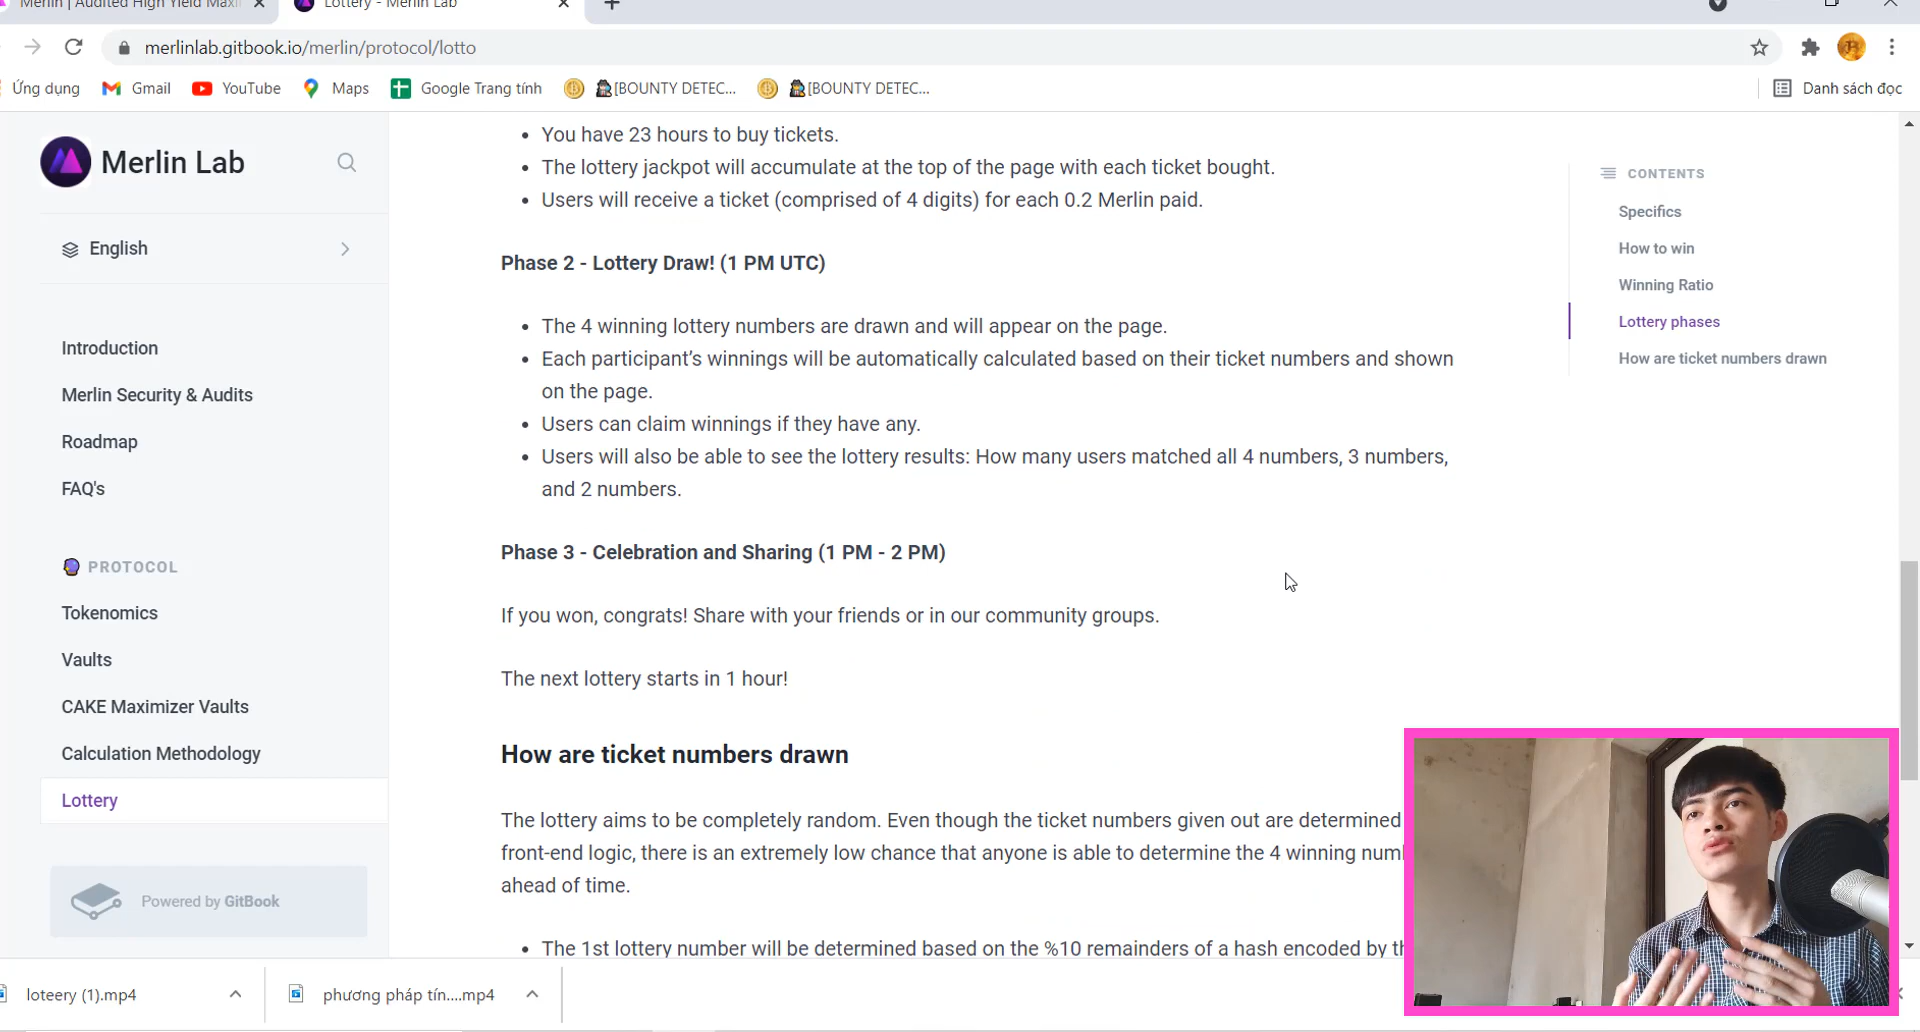 Merlin | Audited High Yield Maxi
Lottery - Merlin Lab
merlinlab.gitbook.io/merlin/protocol/lotto
Ứng dụng
Gmail
YouTube
Maps
Google Trang tính
[BOUNTY DETEC...
[BOUNTY DETEC...
Danh sách đọc
Merlin Lab
English
Introduction
Merlin Security & Audits
Roadmap
FAQ's
PROTOCOL
Tokenomics
Vaults
CAKE Maximizer Vaults
Calculation Methodology
Lottery
Powered by GitBook
You have 23 hours to buy tickets.
The lottery jackpot will accumulate at the top of the page with each ticket bought.
Users will receive a ticket (comprised of 4 digits) for each 0.2 Merlin paid.
Phase 2 - Lottery Draw! (1 PM UTC)
The 4 winning lottery numbers are drawn and will appear on the page.
Each participant’s winnings will be automatically calculated based on their ticket numbers and shown
on the page.
Users can claim winnings if they have any.
Users will also be able to see the lottery results: How many users matched all 4 numbers, 3 numbers,
and 2 numbers.
Phase 3 - Celebration and Sharing (1 PM - 2 PM)
If you won, congrats! Share with your friends or in our community groups.
The next lottery starts in 1 hour!
How are ticket numbers drawn
The lottery aims to be completely random. Even though the ticket numbers given out are determined
front-end logic, there is an extremely low chance that anyone is able to determine the 4 winning num
ahead of time.
The 1st lottery number will be determined based on the %10 remainders of a hash encoded by th
CONTENTS
Specifics
How to win
Winning Ratio
Lottery phases
How are ticket numbers drawn
loteery (1).mp4
phương pháp tín....mp4